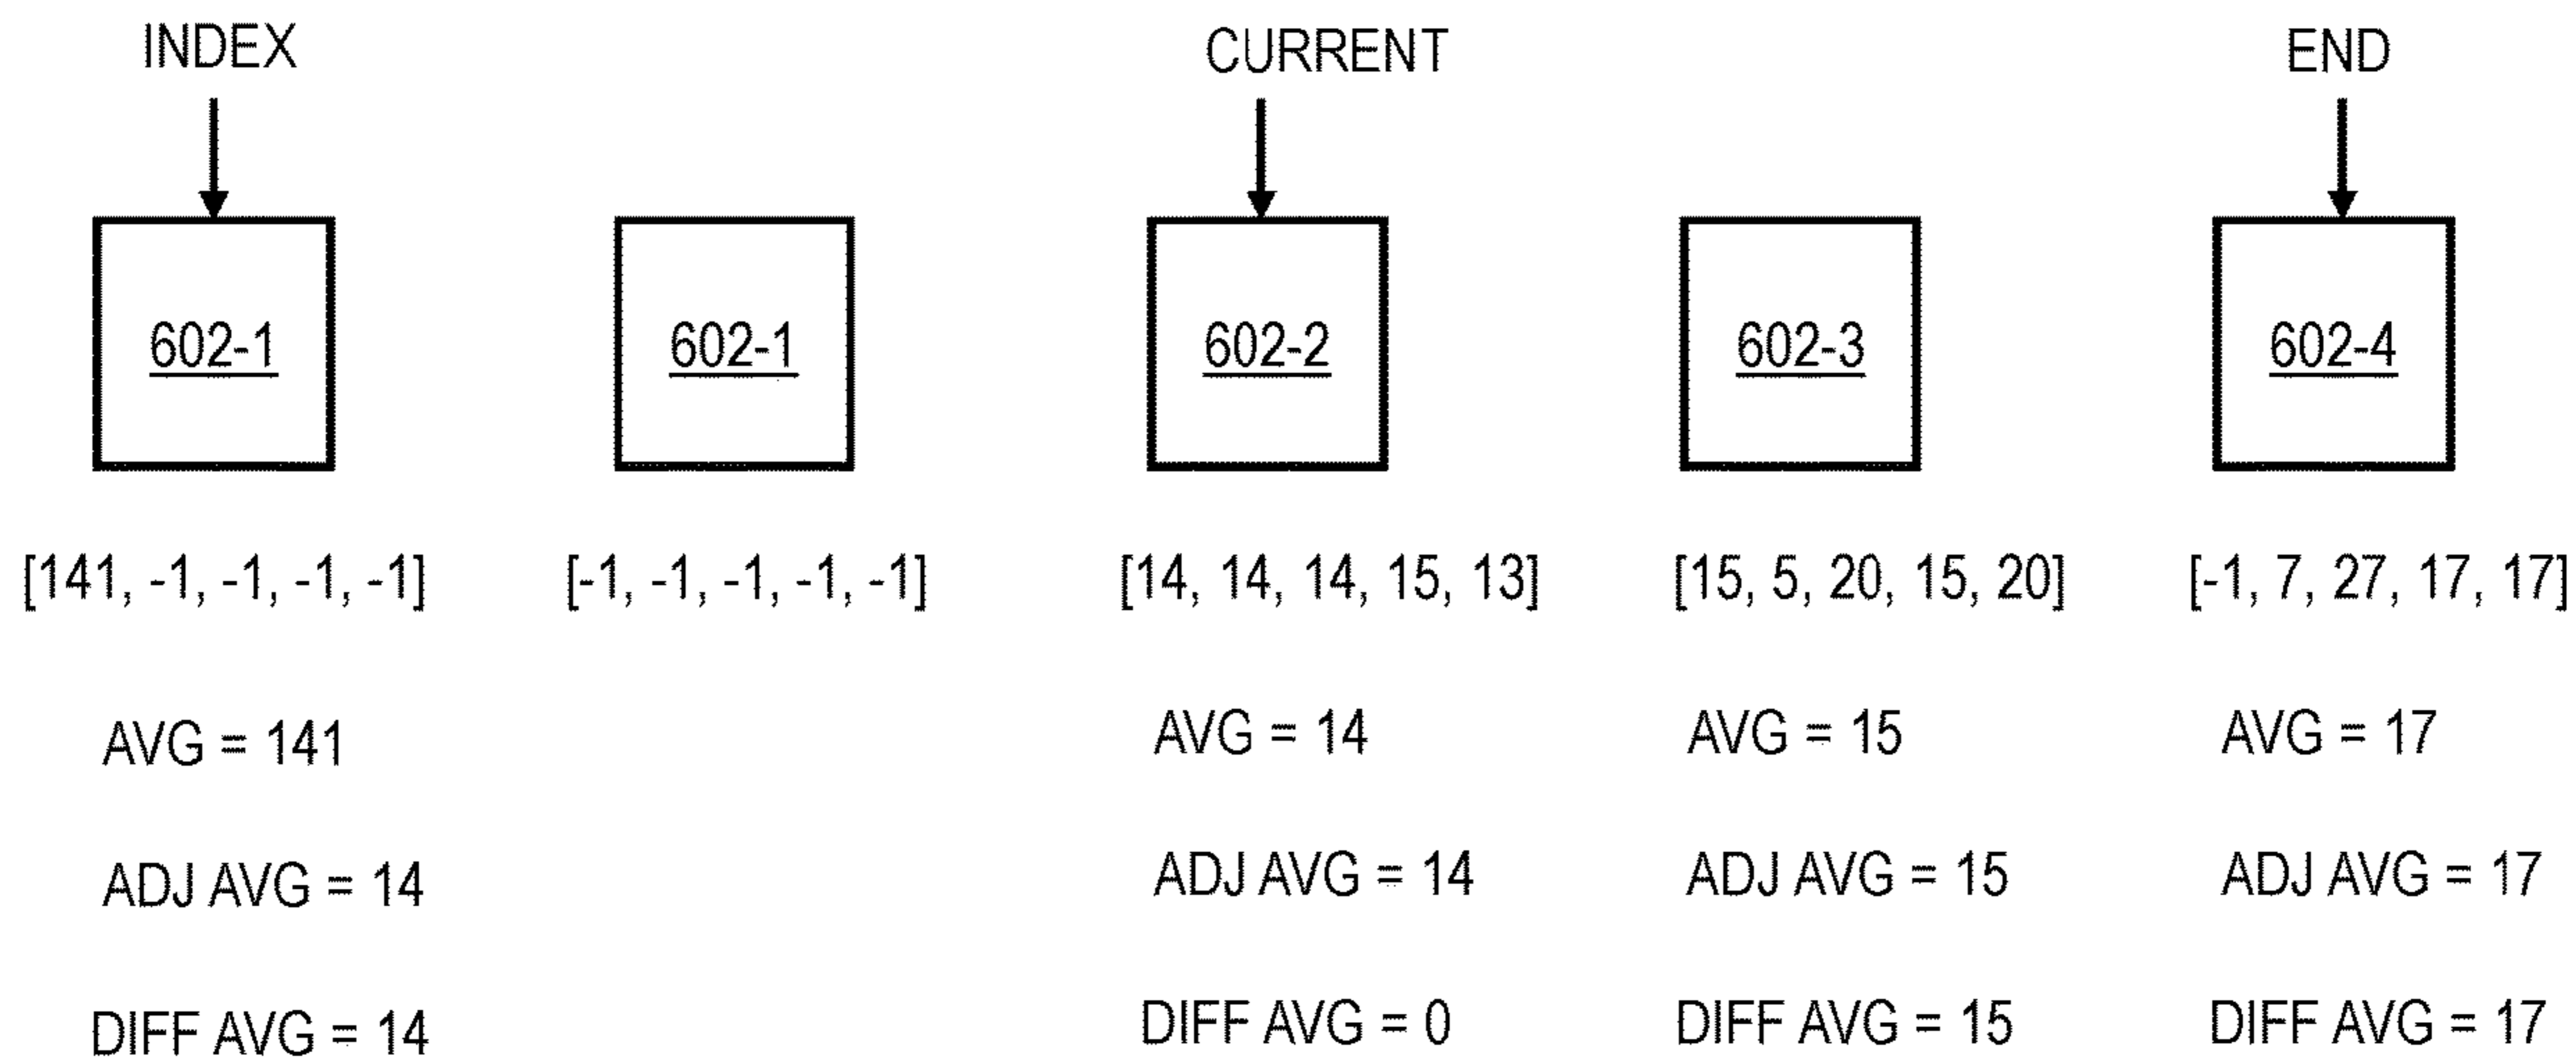 INDEX
CURRENT
END
602-1
602-1
602-2
602-3
602-4
[141, -1, -1, -1, -1]
[-1, -1, -1, -1, -1]
[14, 14, 14, 15, 13]
[15, 5, 20, 15, 20]
[-1, 7, 27, 17, 17]
AVG = 141
AVG = 14
AVG = 15
AVG = 17
ADJ AVG = 14
ADJ AVG = 14
ADJ AVG = 15
ADJ AVG = 17
DIFF AVG = 14
DIFF AVG = 0
DIFF AVG = 15
DIFF AVG = 17